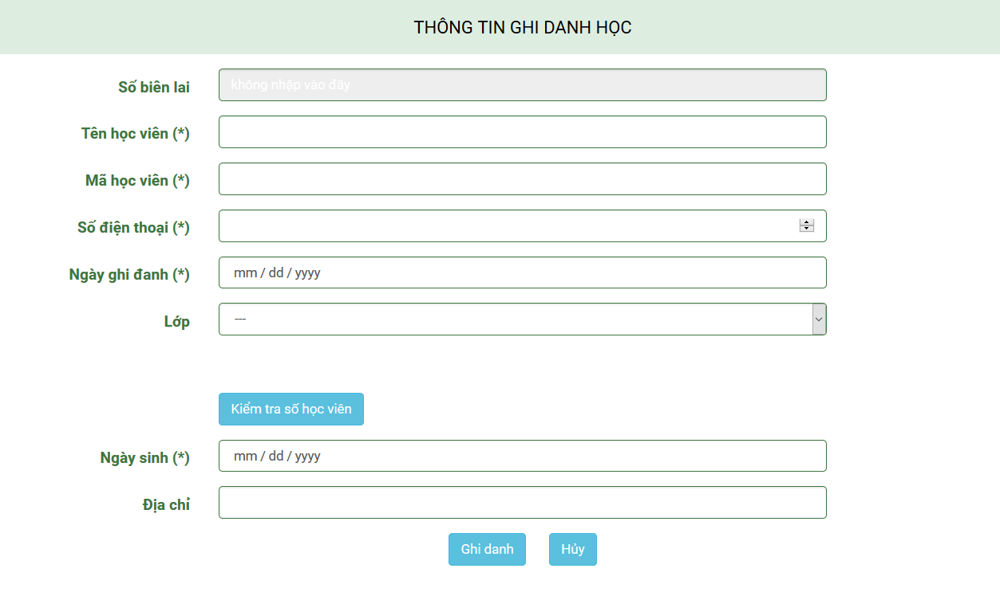 THÔNG TIN GHI DANH HỌC
Số biên lai
không nhập vào đây
Tên học viên (*)
Mã học viên (*)
Số điện thoại (*)
Ngày ghi đanh (*)
mm / dd / yyyy
Lớp
---
Kiểm tra số học viên
Ngày sinh (*)
mm / dd / yyyy
Địa chỉ
Ghi danh
Hủy